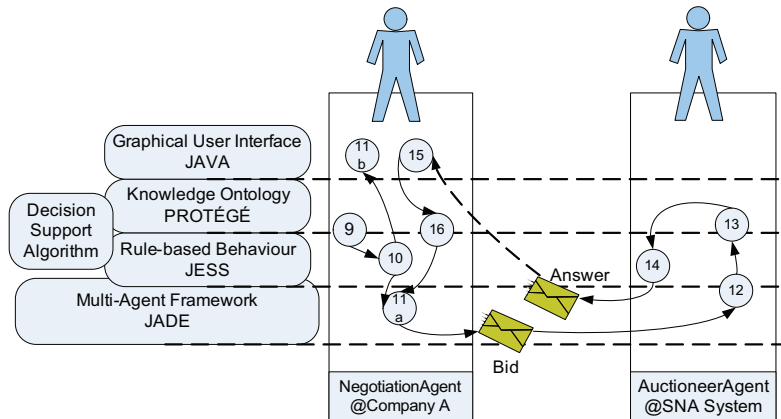 Graphical User Interface
JAVA
Knowledge Ontology
PROTÉGÉ
Decision
Support
Algorithm
Rule-based Behaviour
JESS
Multi-Agent Framework
JADE
11
b
15
9
16
10
11
a
13
14
12
Answer
Bid
NegotiationAgent
@Company A
AuctioneerAgent
@SNA System